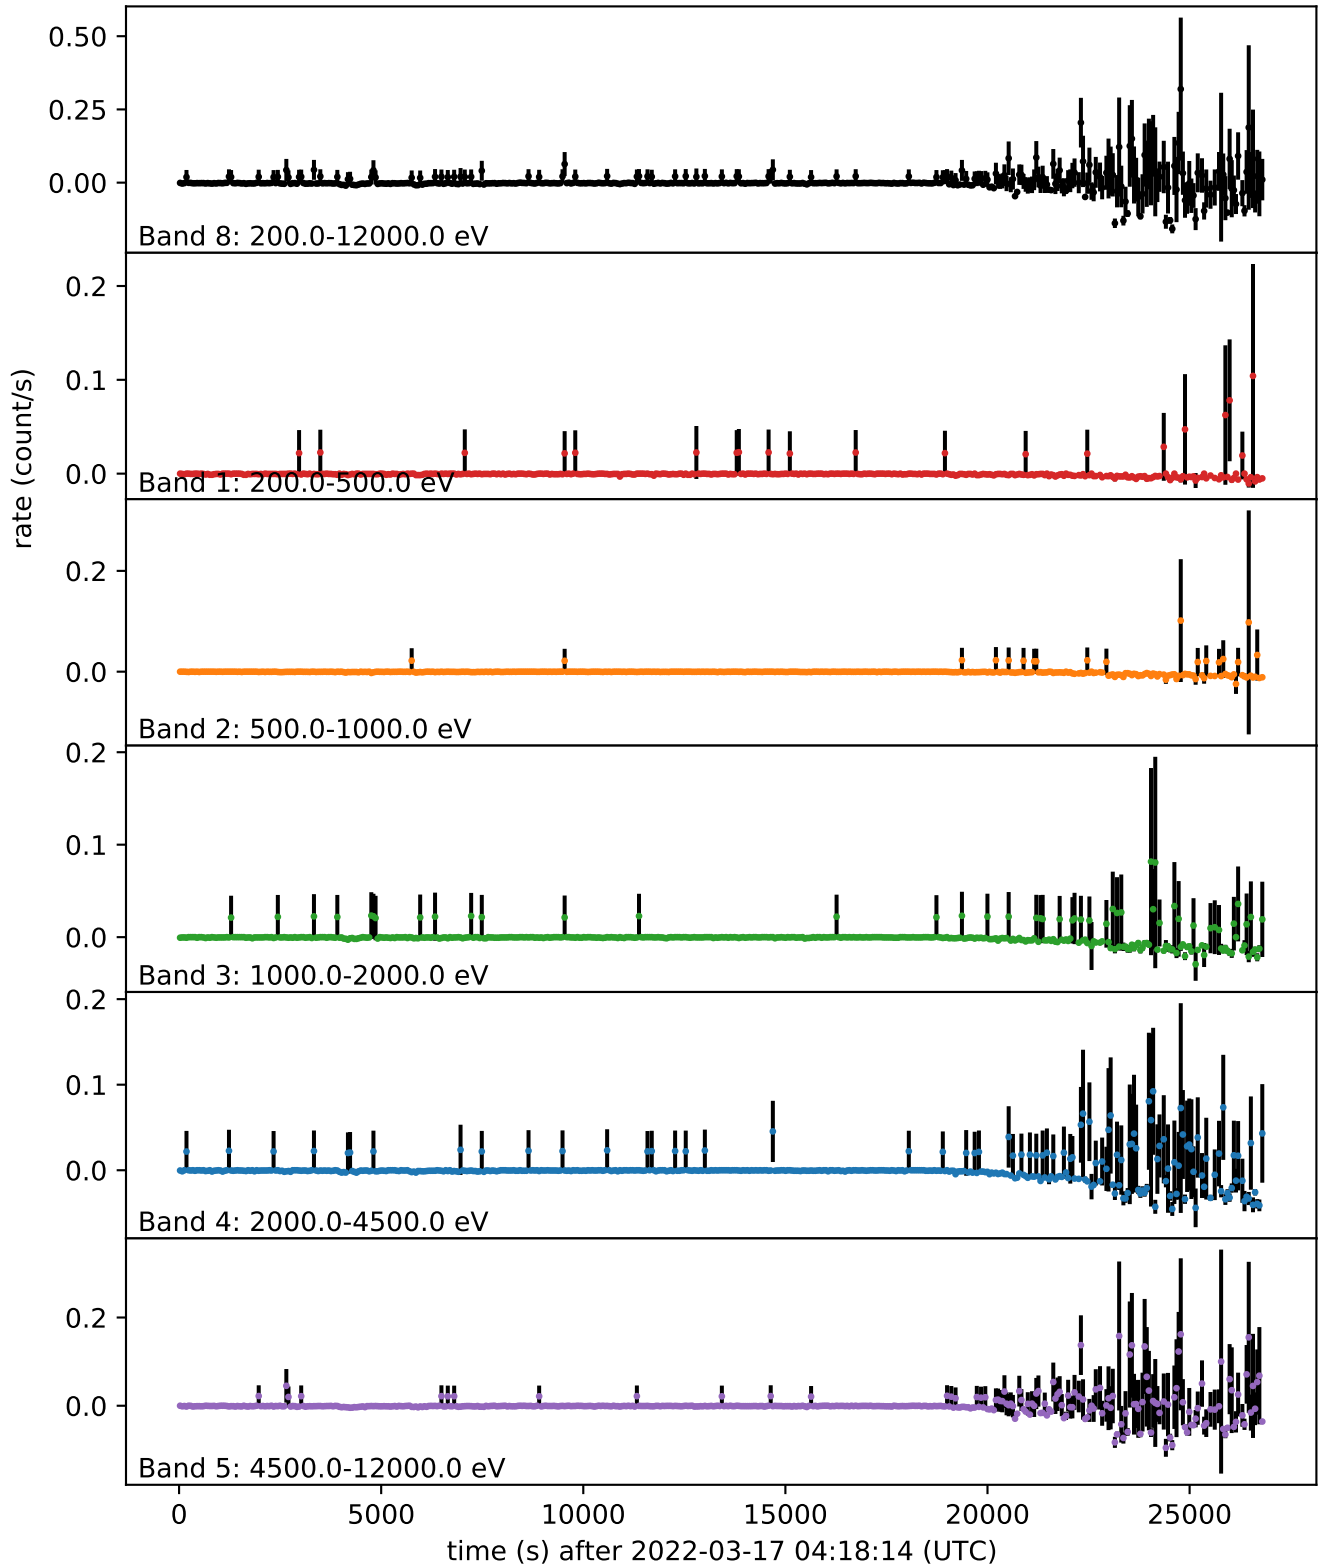 0.50
0.25
0.00
Band 8: 200.0-12000.0 eV
0.2
0.1
0.0
Band 1: 200.0-500.0 eV
rate (count/s)
0.2
0.0
Band 2: 500.0-1000.0 eV
0.2
0.1
0.0
Band 3: 1000.0-2000.0 eV
0.2
0.1
0.0
Band 4: 2000.0-4500.0 eV
0.2
0.0
Band 5: 4500.0-12000.0 eV
0 5000 10000 15000 20000 25000
time (s) after 2022-03-17 04:18:14 (UTC)